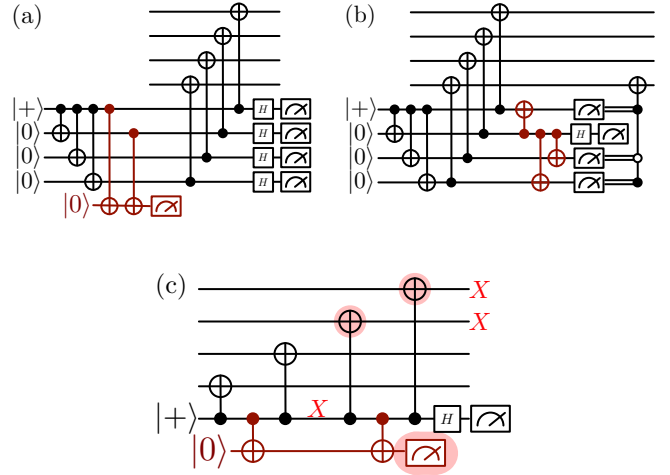 (a) (b)
|+⟩ H |+⟩
|0⟩ H |0⟩ H
|0⟩ H |0⟩
|0⟩ H |0⟩
|0⟩
(c)
X
X
X
|+⟩ H
|0⟩